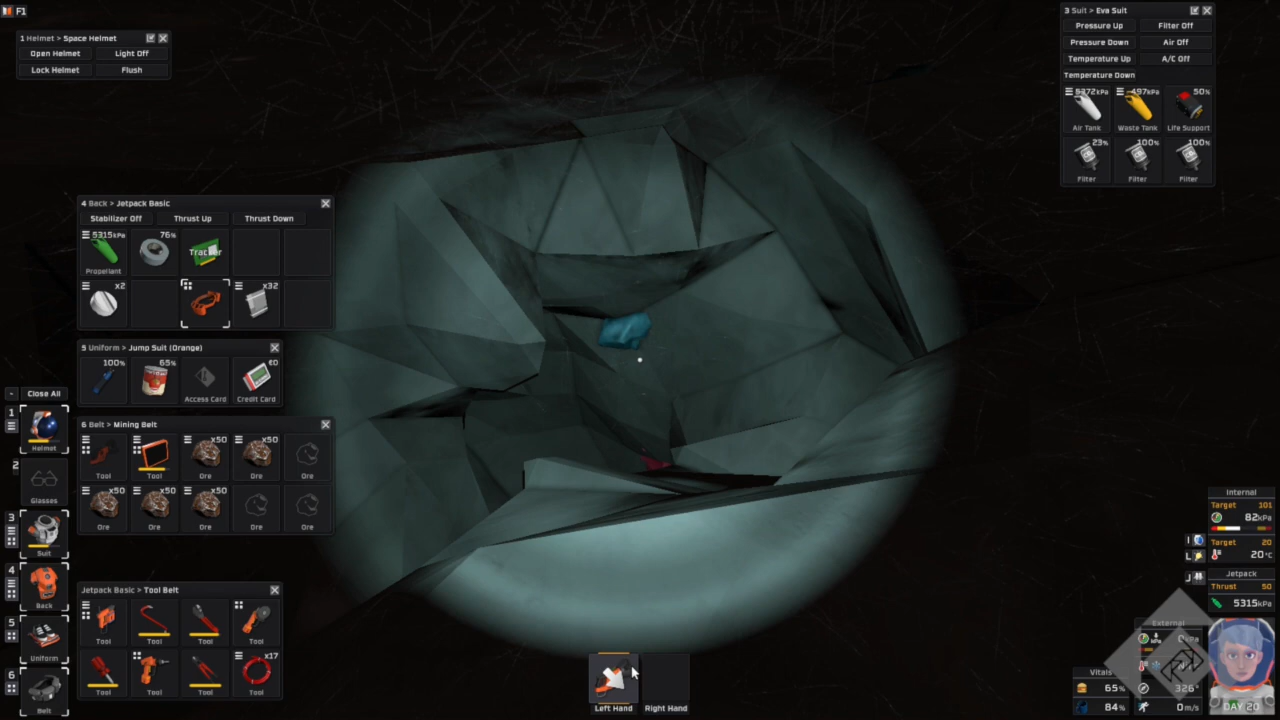 F1
1 Helmet > Space Helmet
Open Helmet Light Off
Lock Helmet Flush
3 Suit > Eva Suit
Pressure Up Filter Off
Pressure Down Air Off
Temperature Up A/C Off
Temperature Down
6372kPa 497kPa 50%
Air Tank Waste Tank Life Support
23% 100% 100%
Filter Filter Filter
4 Back > Jetpack Basic
Stabilizer Off Thrust Up Thrust Down
5315kPa 76% Tracker
Propellant
x2 x32
5 Uniform > Jump Suit (Orange)
100% 65% €0
Access Card Credit Card
6 Belt > Mining Belt
x50 x50
Tool Tool Ore Ore Ore
x50 x50 x50
Ore Ore Ore Ore Ore
Jetpack Basic > Tool Belt
Tool Tool Tool Tool
x17
Tool Tool Tool Tool
- Close All
1 Helmet
2 Glasses
3 Suit
4 Back
5 Uniform
6 Belt
Left Hand Right Hand
Internal
Target 101
82kPa
Target 20
20°C
Jetpack
Thrust 50
5315kPa
I
L
J
External
kPa 0kPa
Vitals
65% 326°
84% 0m/s
DAY 20